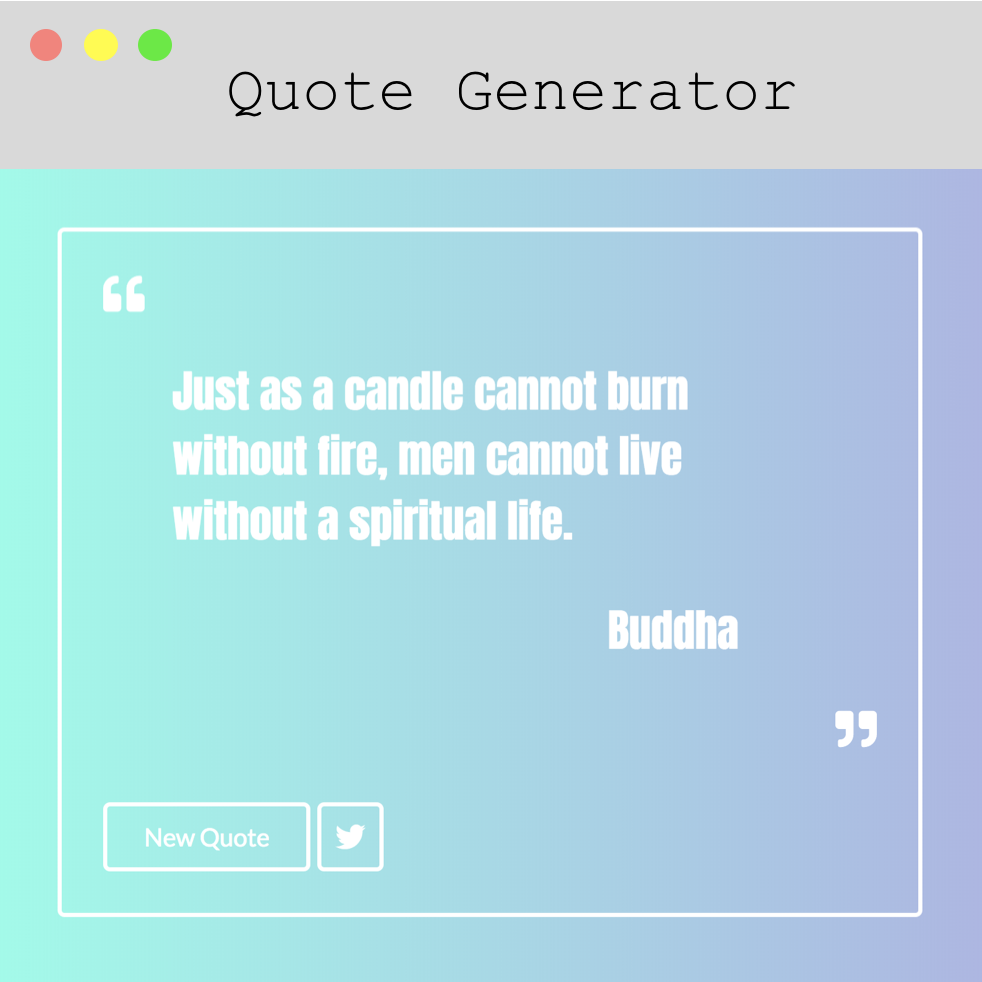 Quote Generator
“
Just as a candle cannot burn
without fire, men cannot live
without a spiritual life.
Buddha
”
New Quote